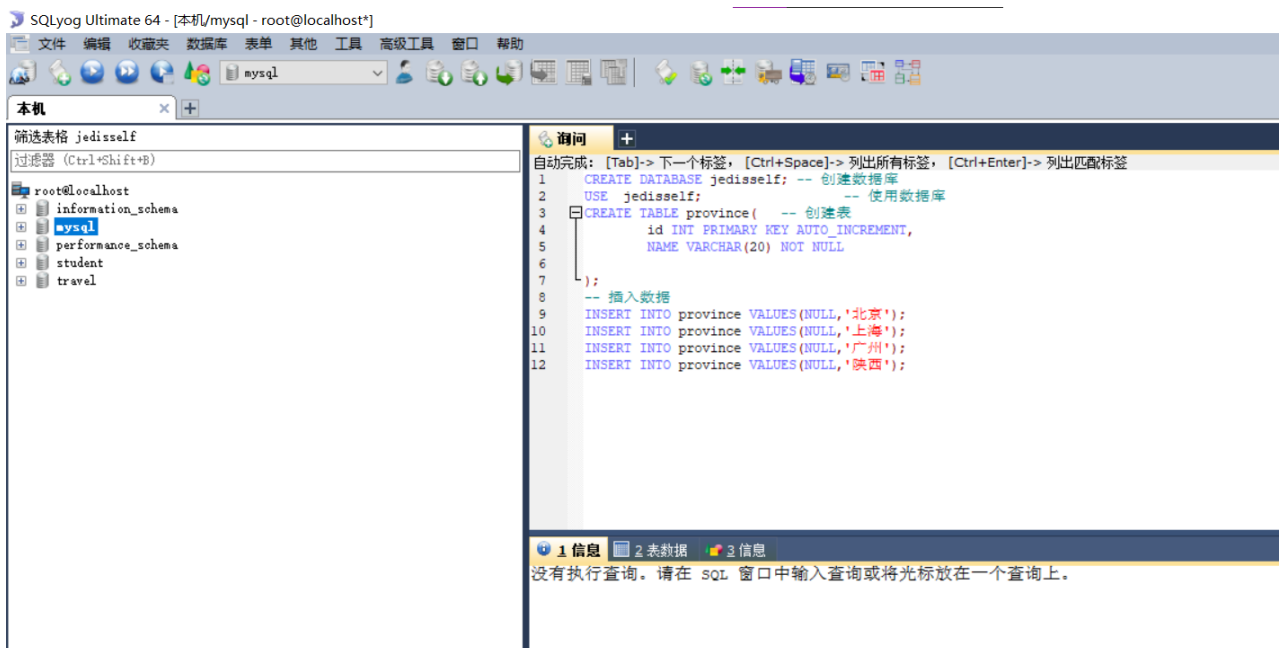 SQLyog Ultimate 64 - [本机/mysql - root@localhost*]
文件 编辑 收藏夹 数据库 表单 其他 工具 高级工具 窗口 帮助
mysql
本机
筛选表格 jedisself
过滤器 (Ctrl+Shift+B)
root@localhost
information_schema
mysql
performance_schema
student
travel
询问
自动完成: [Tab]-> 下一个标签, [Ctrl+Space]-> 列出所有标签, [Ctrl+Enter]-> 列出匹配标签
1 CREATE DATABASE jedisself; -- 创建数据库
2 USE jedisself; -- 使用数据库
3 CREATE TABLE province( -- 创建表
4 id INT PRIMARY KEY AUTO_INCREMENT,
5 NAME VARCHAR(20) NOT NULL
6
7 );
8 -- 插入数据
9 INSERT INTO province VALUES(NULL,'北京');
10 INSERT INTO province VALUES(NULL,'上海');
11 INSERT INTO province VALUES(NULL,'广州');
12 INSERT INTO province VALUES(NULL,'陕西');
1 信息 2 表数据 3 信息
没有执行查询。请在 SQL 窗口中输入查询或将光标放在一个查询上。